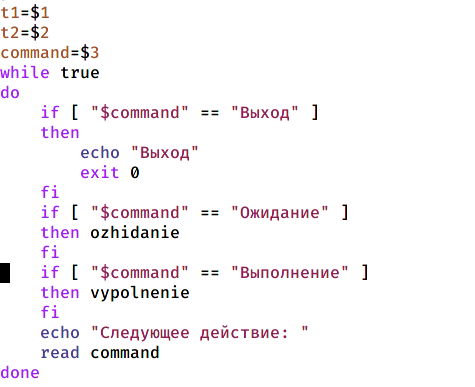 t1=$1
t2=$2
command=$3
while true
do
    if [ "$command" == "Выход" ]
    then
        echo "Выход"
        exit 0
    fi
    if [ "$command" == "Ожидание" ]
    then ozhidanie
    fi
    if [ "$command" == "Выполнение" ]
    then vypolnenie
    fi
    echo "Следующее действие: "
    read command
done